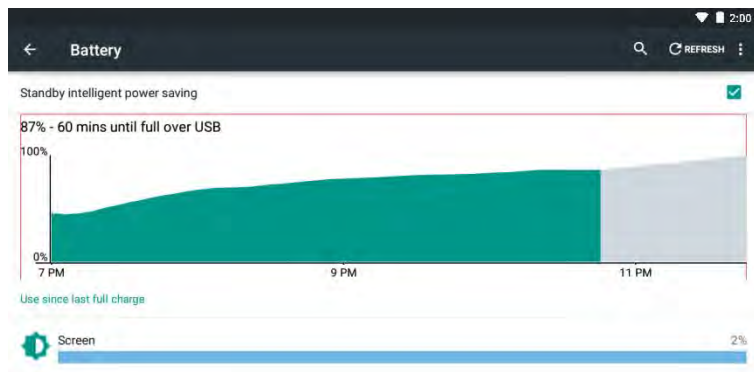 2:00
Battery
REFRESH
Standby intelligent power saving
87% - 60 mins until full over USB
100%
0%
7 PM 9 PM 11 PM
Use since last full charge
Screen 2%